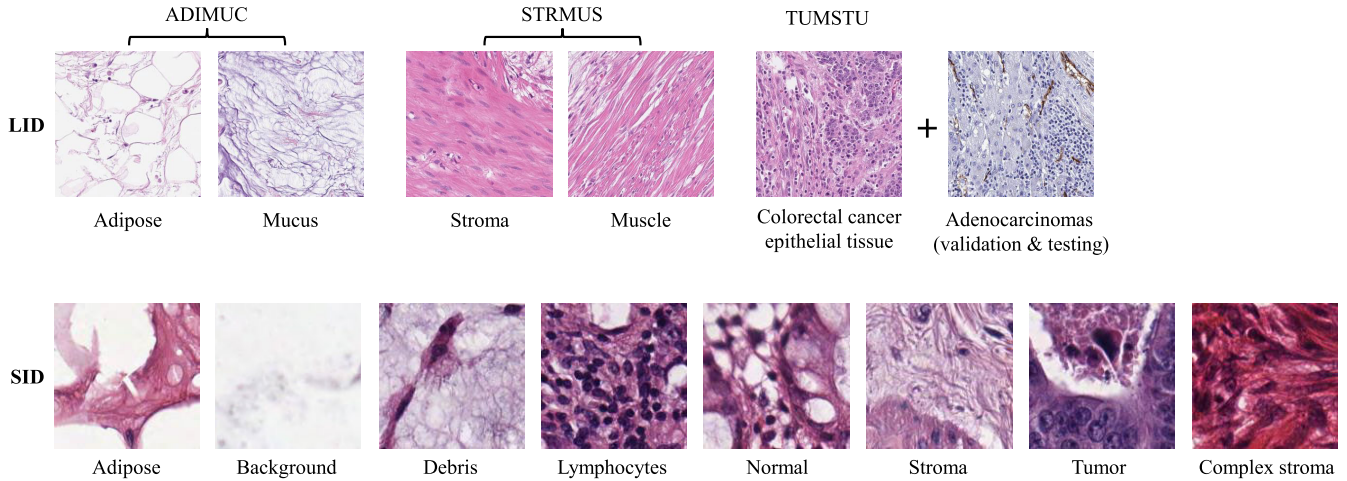 ADIMUC
STRMUS
TUMSTU
LID
+
Adipose
Mucus
Stroma
Muscle
Colorectal cancer
epithelial tissue
Adenocarcinomas
(validation & testing)
SID
Adipose
Background
Debris
Lymphocytes
Normal
Stroma
Tumor
Complex stroma